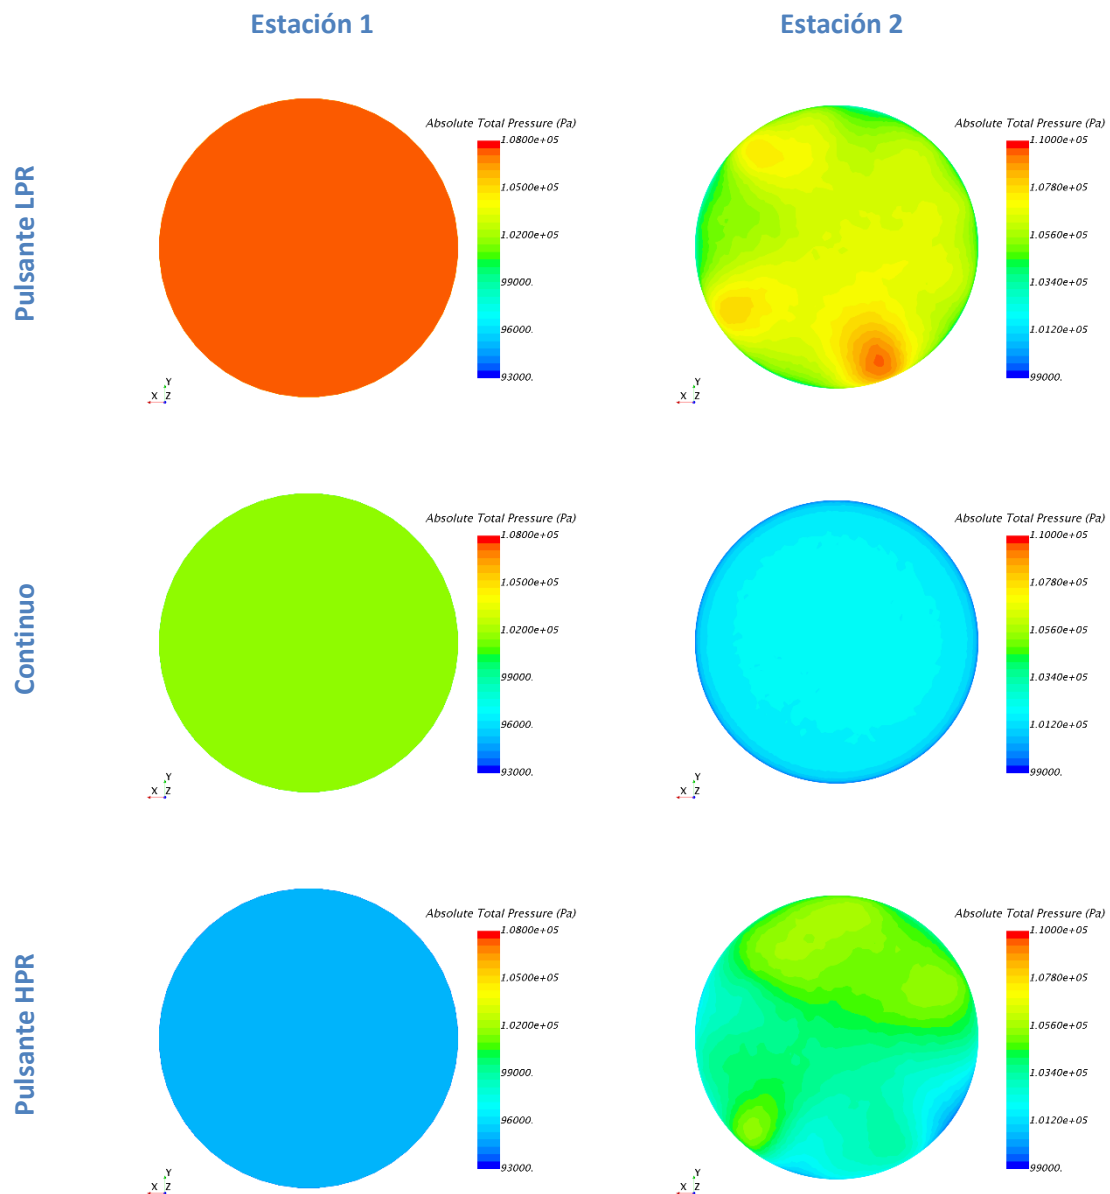 Estación 1
Estación 2
Pulsante LPR
Absolute Total Pressure (Pa)
1.0800e+05
1.0500e+05
1.0200e+05
99000.
96000.
93000.
Y
X Z
Absolute Total Pressure (Pa)
1.1000e+05
1.0780e+05
1.0560e+05
1.0340e+05
1.0120e+05
99000.
Y
X Z
Continuo
Absolute Total Pressure (Pa)
1.0800e+05
1.0500e+05
1.0200e+05
99000.
96000.
93000.
Y
X Z
Absolute Total Pressure (Pa)
1.1000e+05
1.0780e+05
1.0560e+05
1.0340e+05
1.0120e+05
99000.
Y
X Z
Pulsante HPR
Absolute Total Pressure (Pa)
1.0800e+05
1.0500e+05
1.0200e+05
99000.
96000.
93000.
Y
X Z
Absolute Total Pressure (Pa)
1.1000e+05
1.0780e+05
1.0560e+05
1.0340e+05
1.0120e+05
99000.
Y
X Z